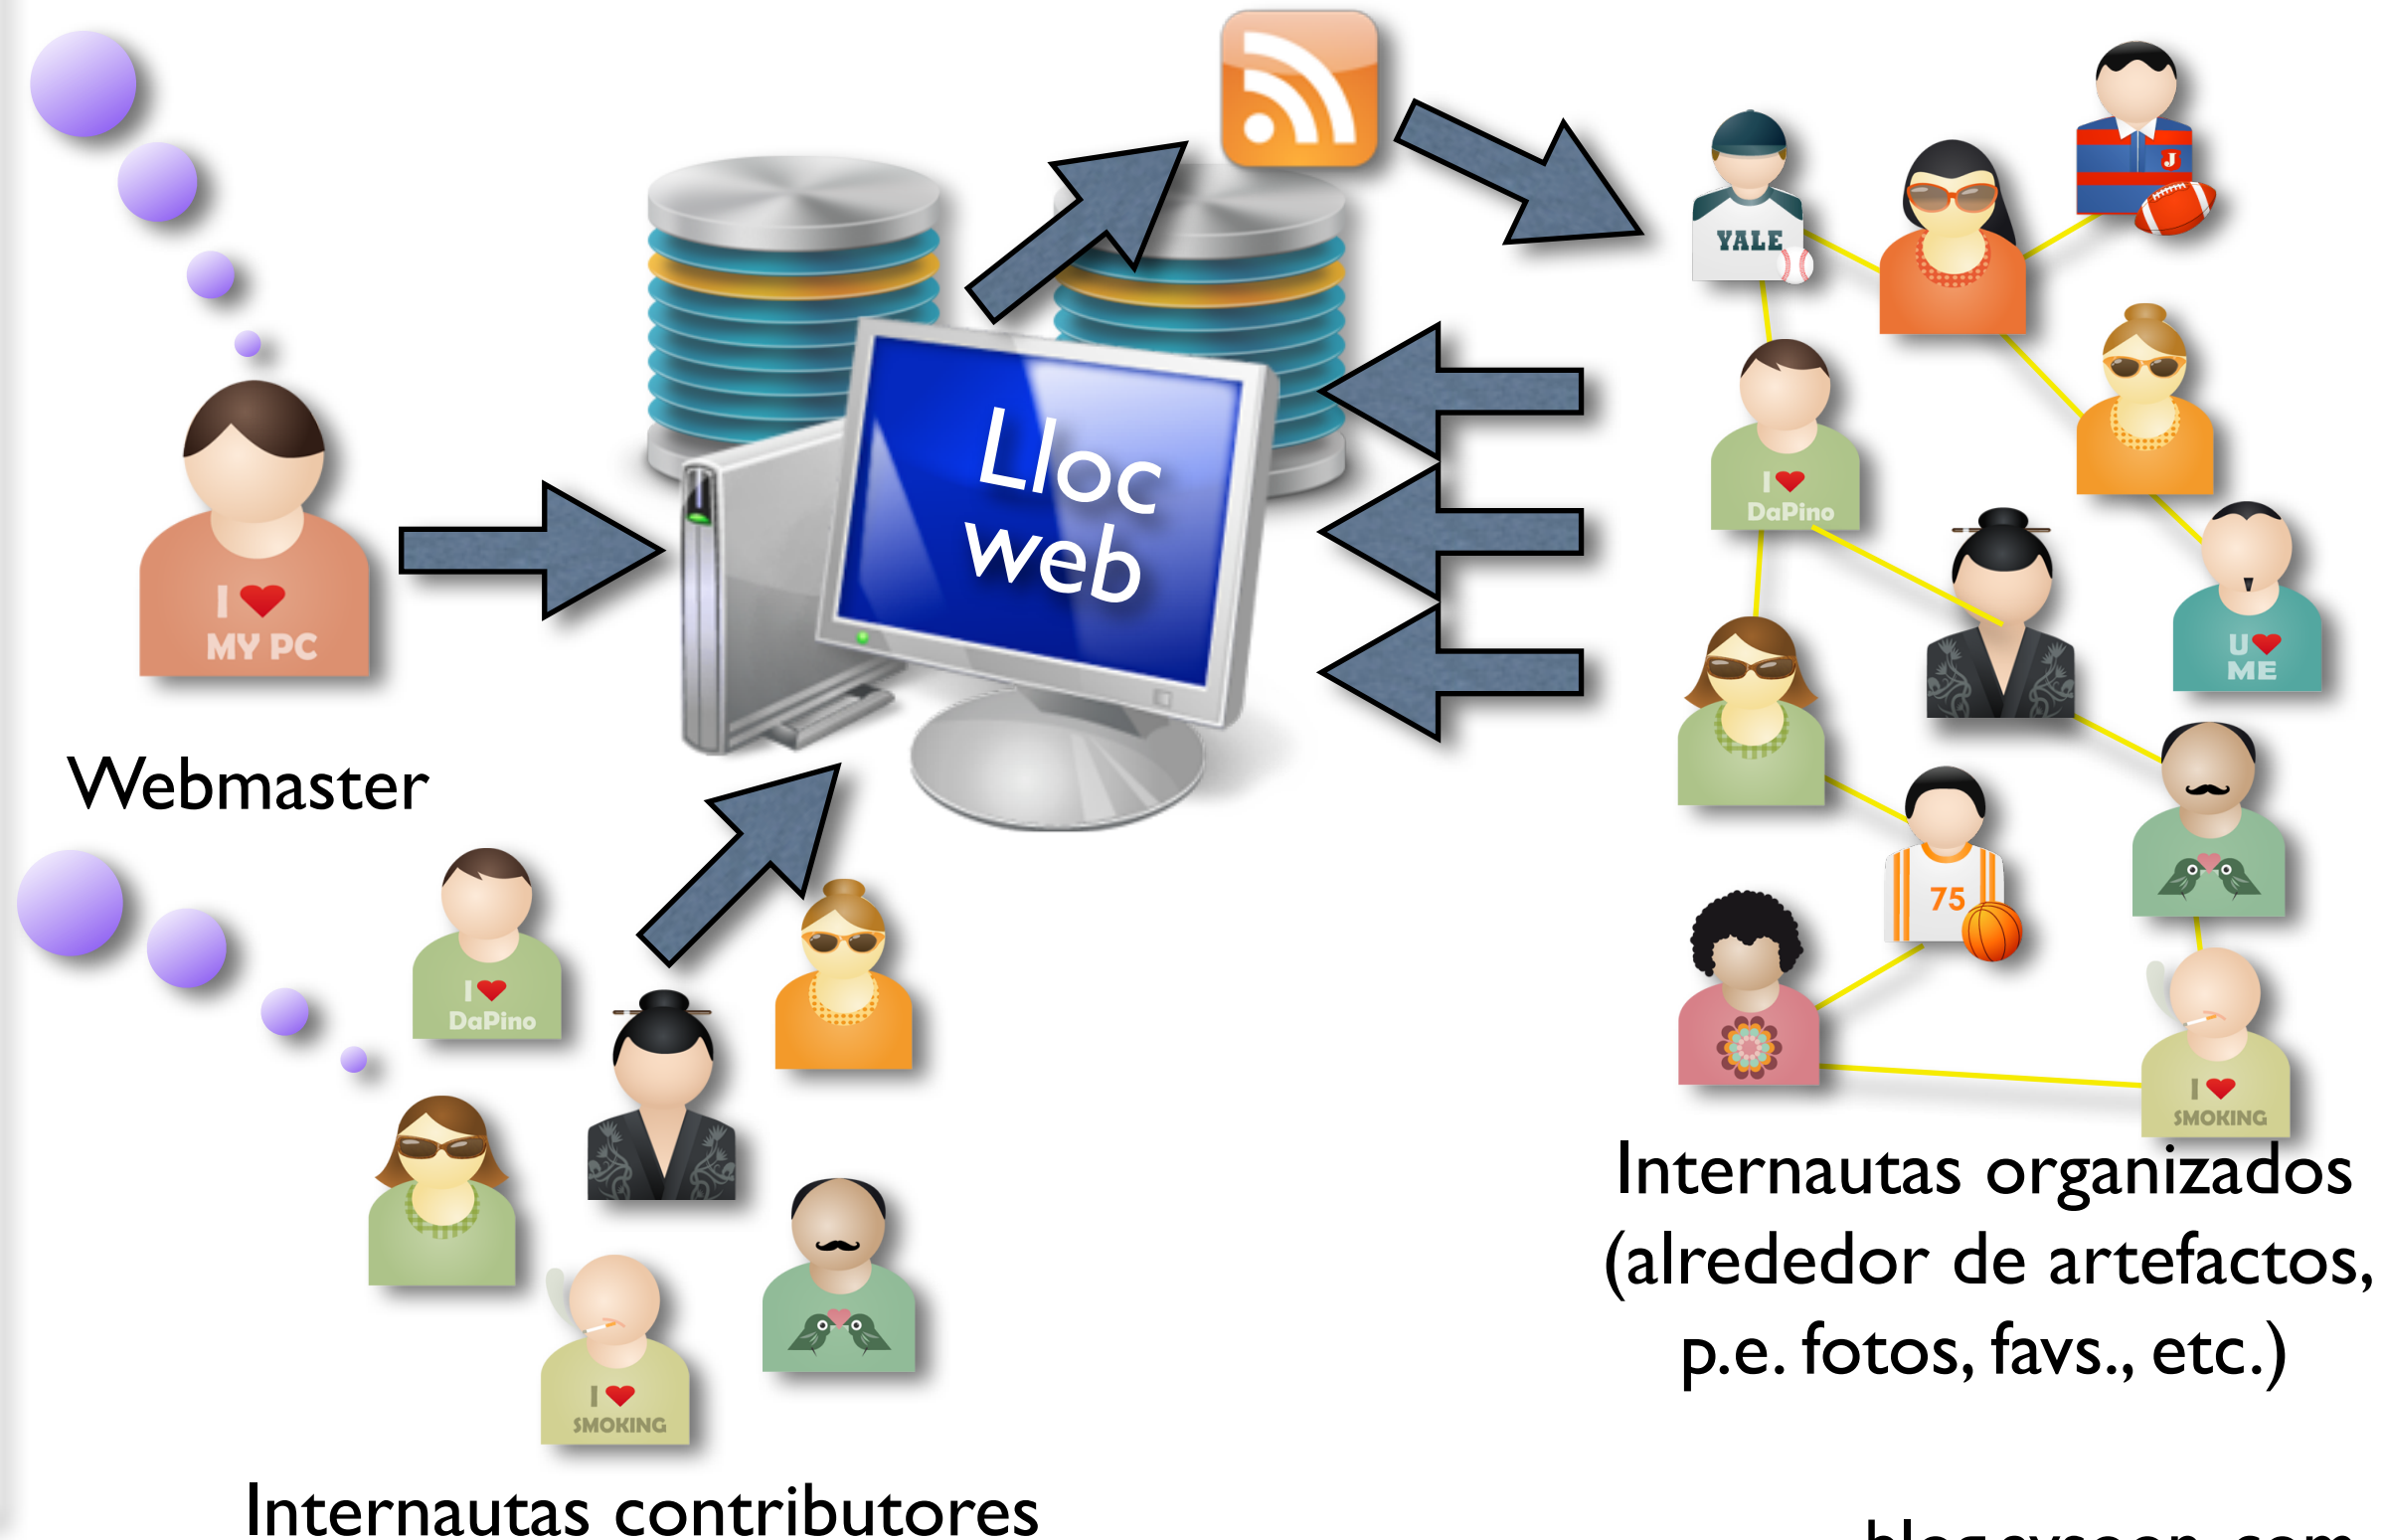 YALE
J
Lloc
web
I ❤
DaPino
I ❤
MY PC
U ❤
ME
Webmaster
75
I ❤
DaPino
I ❤
SMOKING
Internautas organizados
(alrededor de artefactos,
p.e. fotos, favs., etc.)
I ❤
SMOKING
Internautas contributores